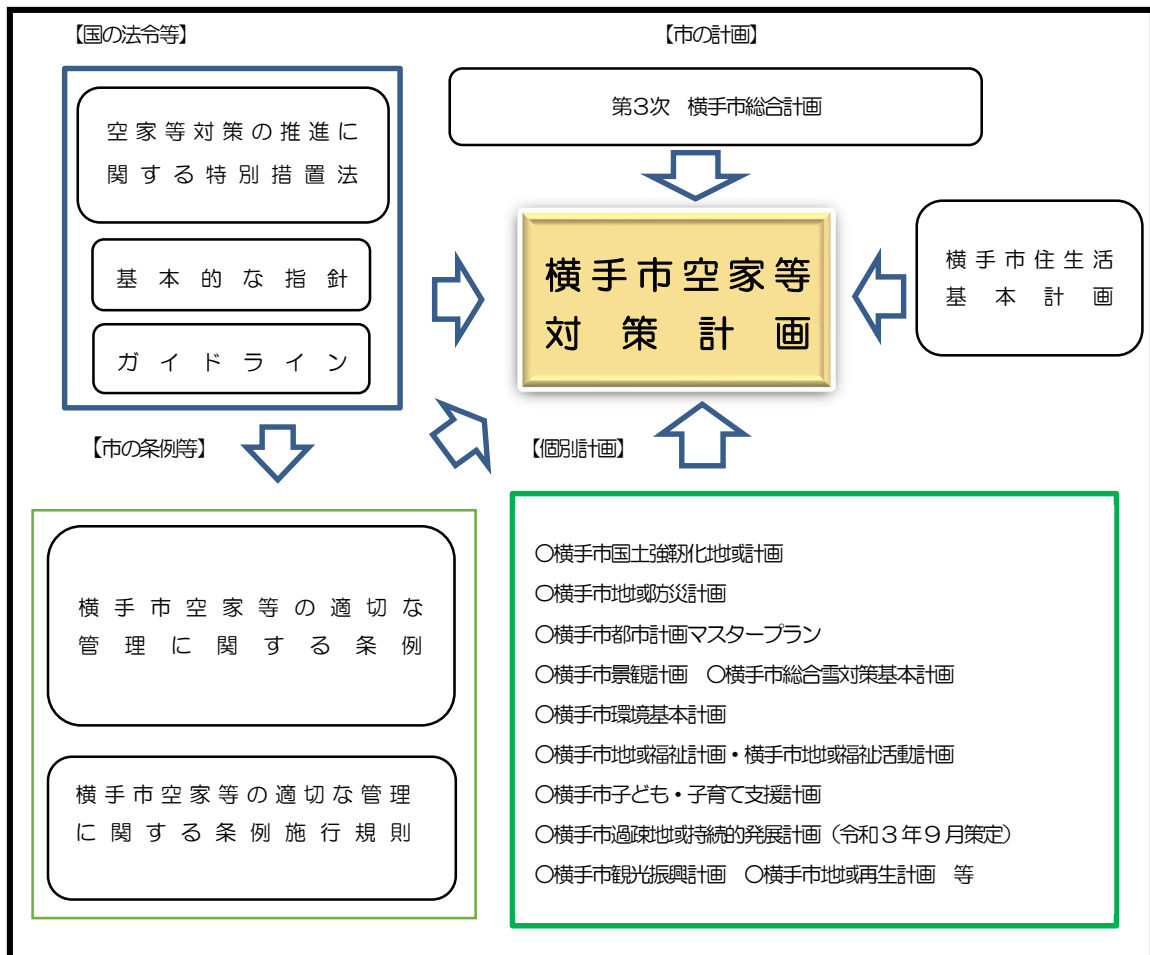 【国の法令等】
空家等対策の推進に
関する特別措置法
基本的な指針
ガイドライン
【市の計画】
第3次 横手市総合計画
横手市空家等
対策計画
横手市住生活
基本計画
【市の条例等】
横手市空家等の適切な
管理に関する条例
横手市空家等の適切な管理
に関する条例施行規則
【個別計画】
○横手市国土強靱化地域計画
○横手市地域防災計画
○横手市都市計画マスタープラン
○横手市景観計画 ○横手市総合雪対策基本計画
○横手市環境基本計画
○横手市地域福祉計画・横手市地域福祉活動計画
○横手市子ども・子育て支援計画
○横手市過疎地域持続的発展計画(令和3年9月策定)
○横手市観光振興計画 ○横手市地域再生計画 等